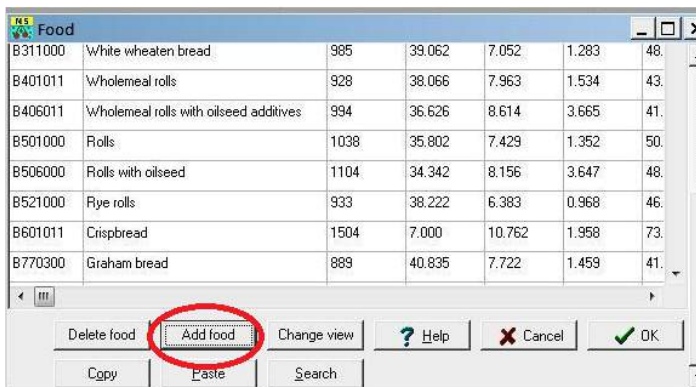 NS Food
B311000 White wheaten bread 985 39.062 7.052 1.283 48.
B401011 Wholemeal rolls 928 38.066 7.963 1.534 43.
B406011 Wholemeal rolls with oilseed additives 994 36.626 8.614 3.665 41.
B501000 Rolls 1038 35.802 7.429 1.352 50.
B506000 Rolls with oilseed 1104 34.342 8.156 3.647 48.
B521000 Rye rolls 933 38.222 6.383 0.968 46.
B601011 Crispbread 1504 7.000 10.762 1.958 73.
B770300 Graham bread 889 40.835 7.722 1.459 41.
Delete food Add food Change view ? Help Cancel OK
Copy Paste Search